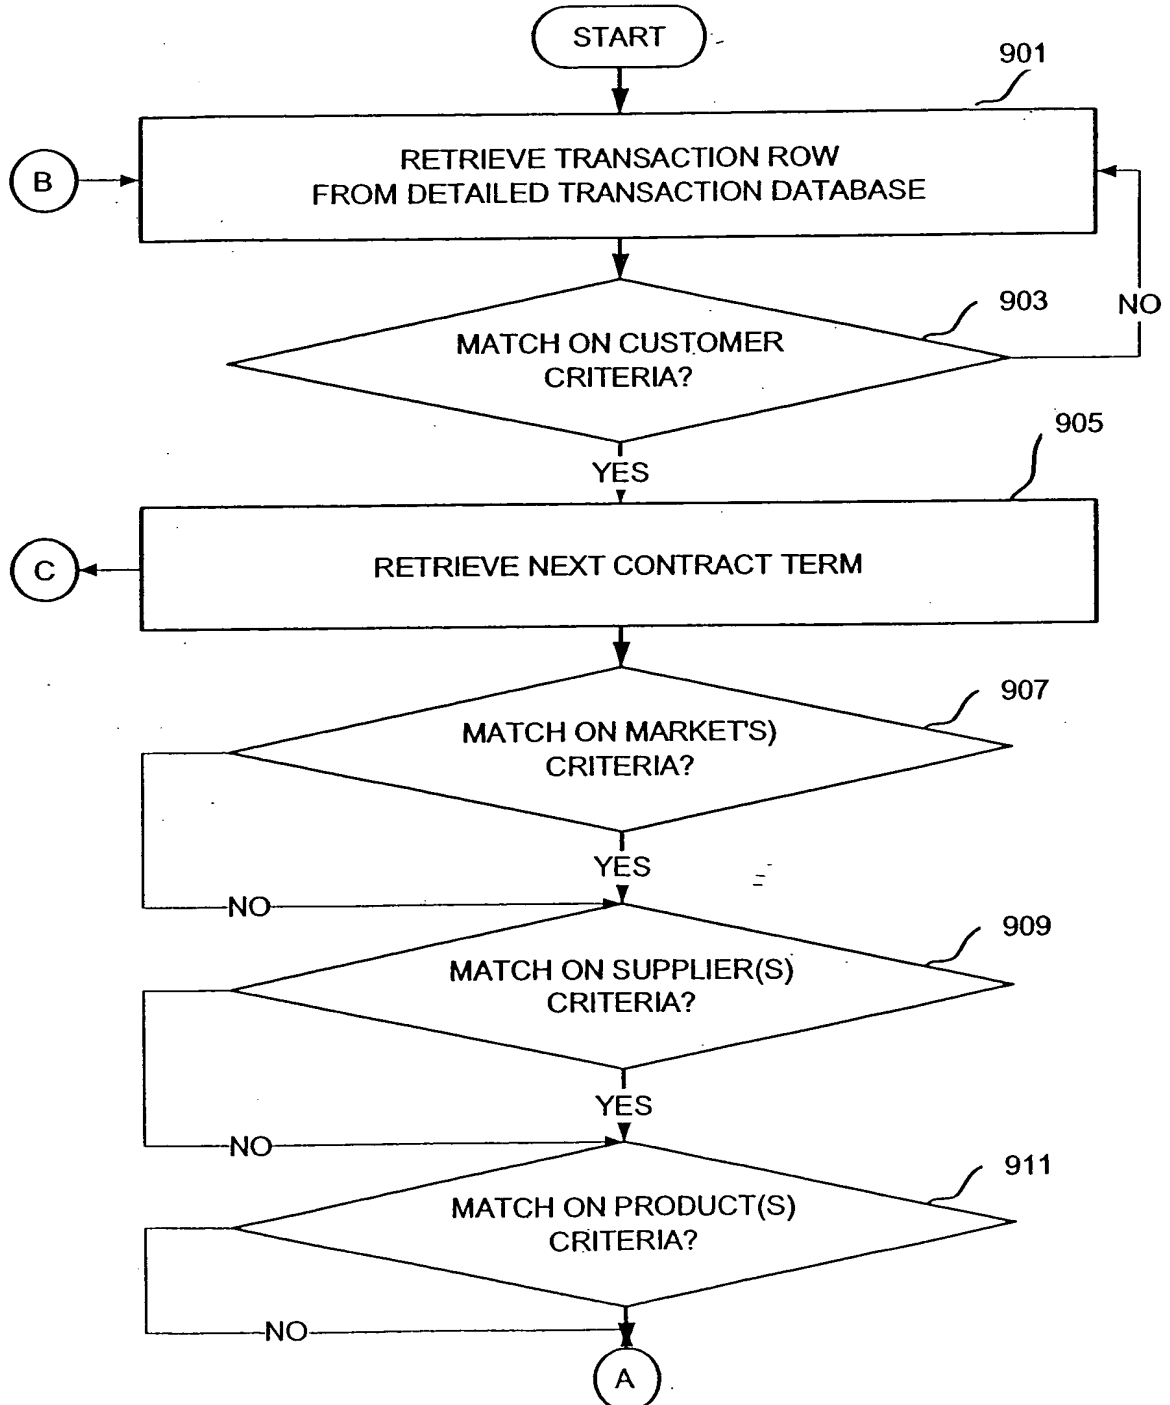 START
901
RETRIEVE TRANSACTION ROW
FROM DETAILED TRANSACTION DATABASE
B
903
NO
MATCH ON CUSTOMER
CRITERIA?
905
YES
RETRIEVE NEXT CONTRACT TERM
C
907
MATCH ON MARKET'S)
CRITERIA?
YES
NO
909
MATCH ON SUPPLIER(S)
CRITERIA?
YES
NO
911
MATCH ON PRODUCT(S)
CRITERIA?
NO
A